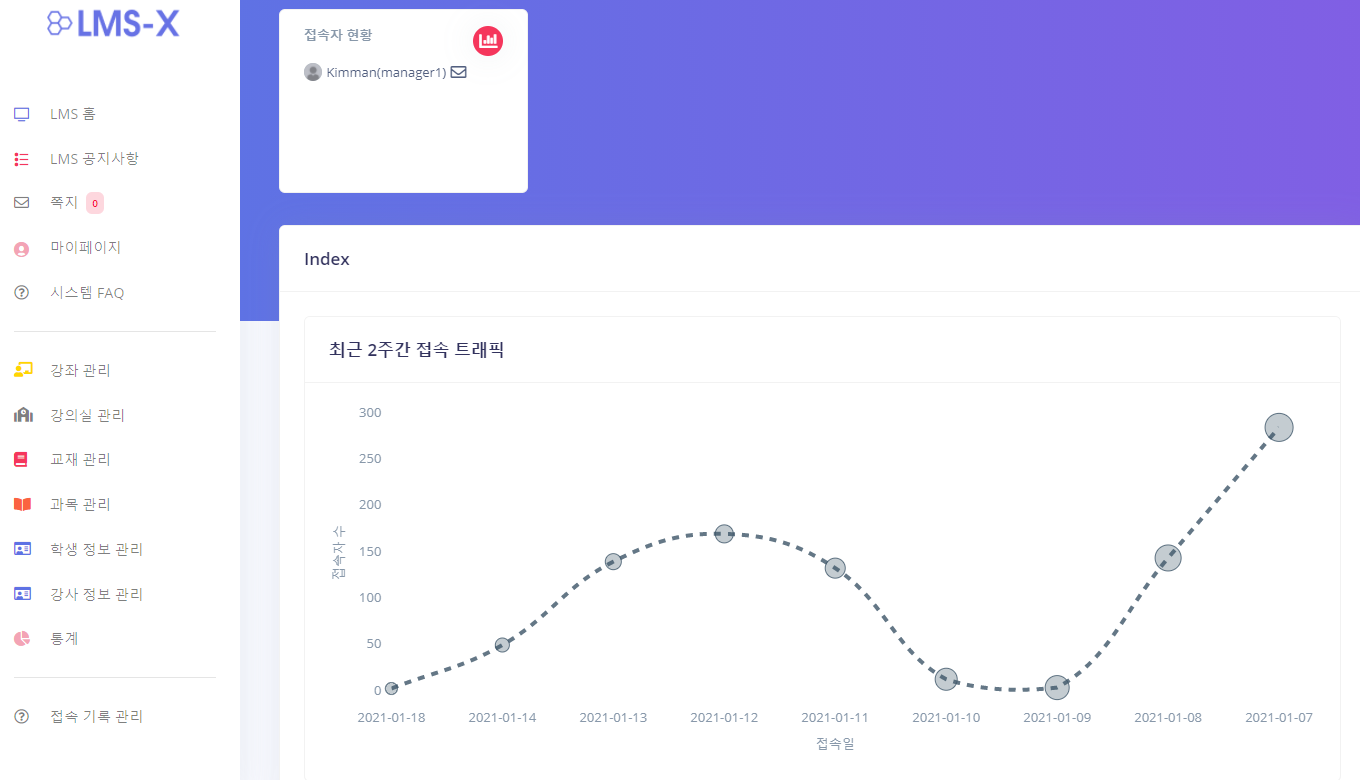 LMS-X
LMS 홈
LMS 공지사항
쪽지 0
마이페이지
시스템 FAQ
강좌 관리
강의실 관리
교재 관리
과목 관리
학생 정보 관리
강사 정보 관리
통계
접속 기록 관리
접속자 현황
Kimman(manager1)
Index
최근 2주간 접속 트래픽
접속자 수
300
250
200
150
100
50
0
2021-01-18 2021-01-14 2021-01-13 2021-01-12 2021-01-11 2021-01-10 2021-01-09 2021-01-08 2021-01-07
접속일